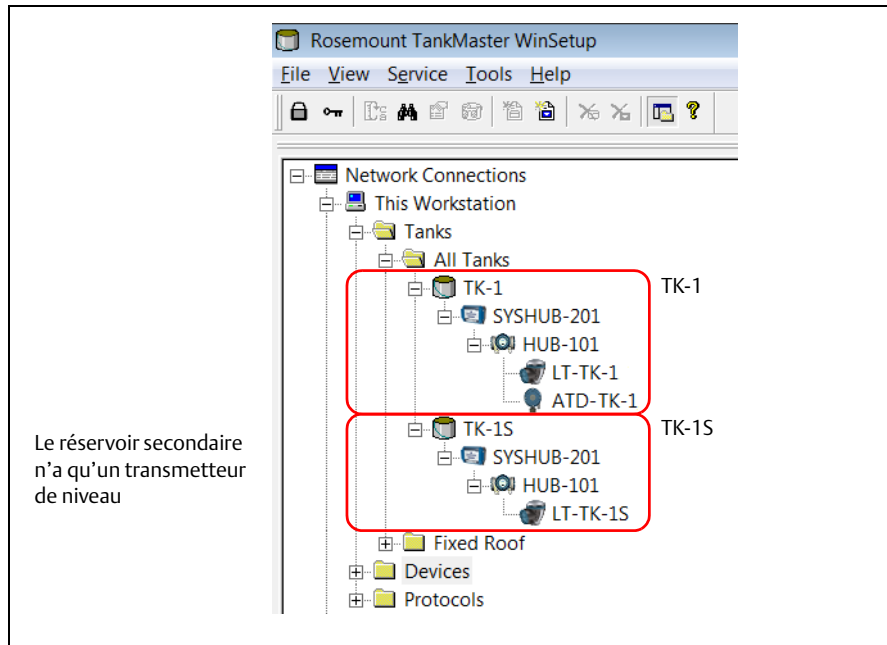 Rosemount TankMaster WinSetup
File View Service Tools Help
Network Connections
This Workstation
Tanks
All Tanks
TK-1
TK-1
SYSHUB-201
HUB-101
LT-TK-1
ATD-TK-1
TK-1S
TK-1S
SYSHUB-201
HUB-101
LT-TK-1S
Le réservoir secondaire
n’a qu’un transmetteur
de niveau
Fixed Roof
Devices
Protocols